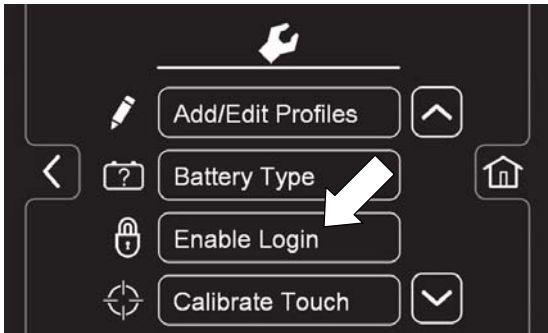 Add/Edit Profiles
Battery Type
?
Enable Login
Calibrate Touch